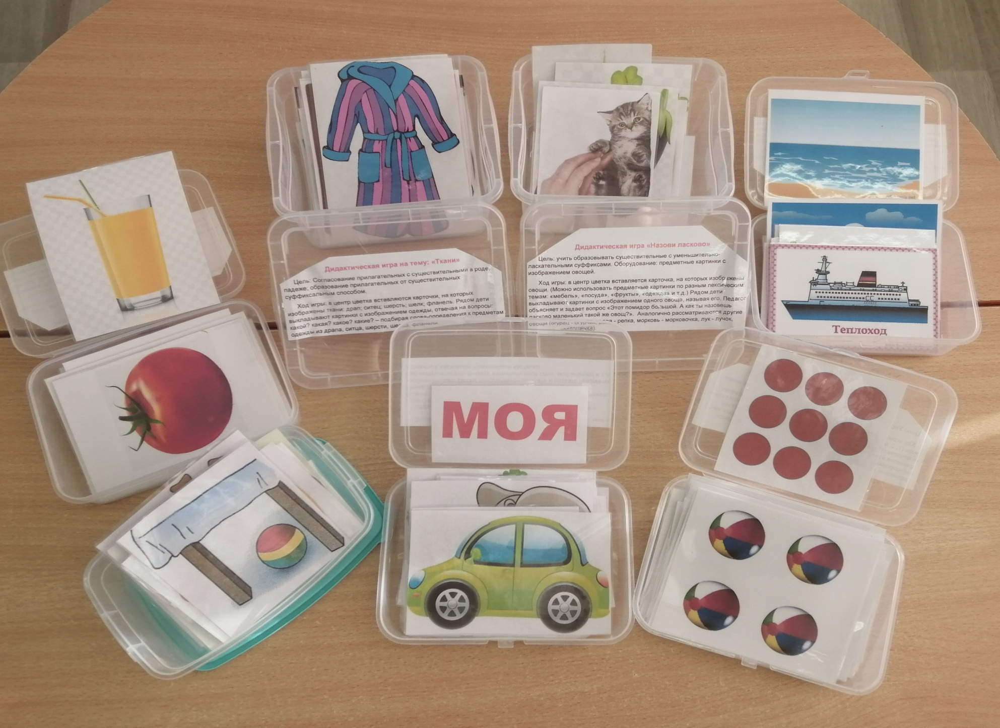 Дидактическая игра на тему: «Ткани»
Цель: Согласование прилагательных с существительными в роде,
падеже; образование прилагательных от существительных
суффиксальным способом.
Ход игры: в центр цветка вставляются карточки, на которых
изображены ткани: драп; ситец; шерсть; шелк; фланель. Рядом дети
выкладывают картинки с изображением одежды, отвечая на вопросы:
какой? какая? какое? какие? – подбирая слова-определения к предметам
одежды из драпа, ситца, шерсти, фланели.
Дидактическая игра «Назови ласково»
Цель: учить образовывать существительные с уменьшительно-
ласкательными суффиксами. Оборудование: предметные картинки с
изображением овощей.
Ход игры: в центр цветка вставляется карточка, на которых изображены
овощи. (Можно использовать предметные картинки по разным лексическим
темам: «мебель», «посуда», «фрукты», «одежда» и т.д.) Рядом дети
выкладывают картинки с изображением одного овоща, называя его. Педагог
объясняет и задает вопрос «Этот помидор большой. А как ты назовешь
ласково маленький такой же овощ?». Аналогично рассматриваются другие
овощи (огурец - - репка, морковь - морковочка, лук - лучок,
Теплоход
МОЯ